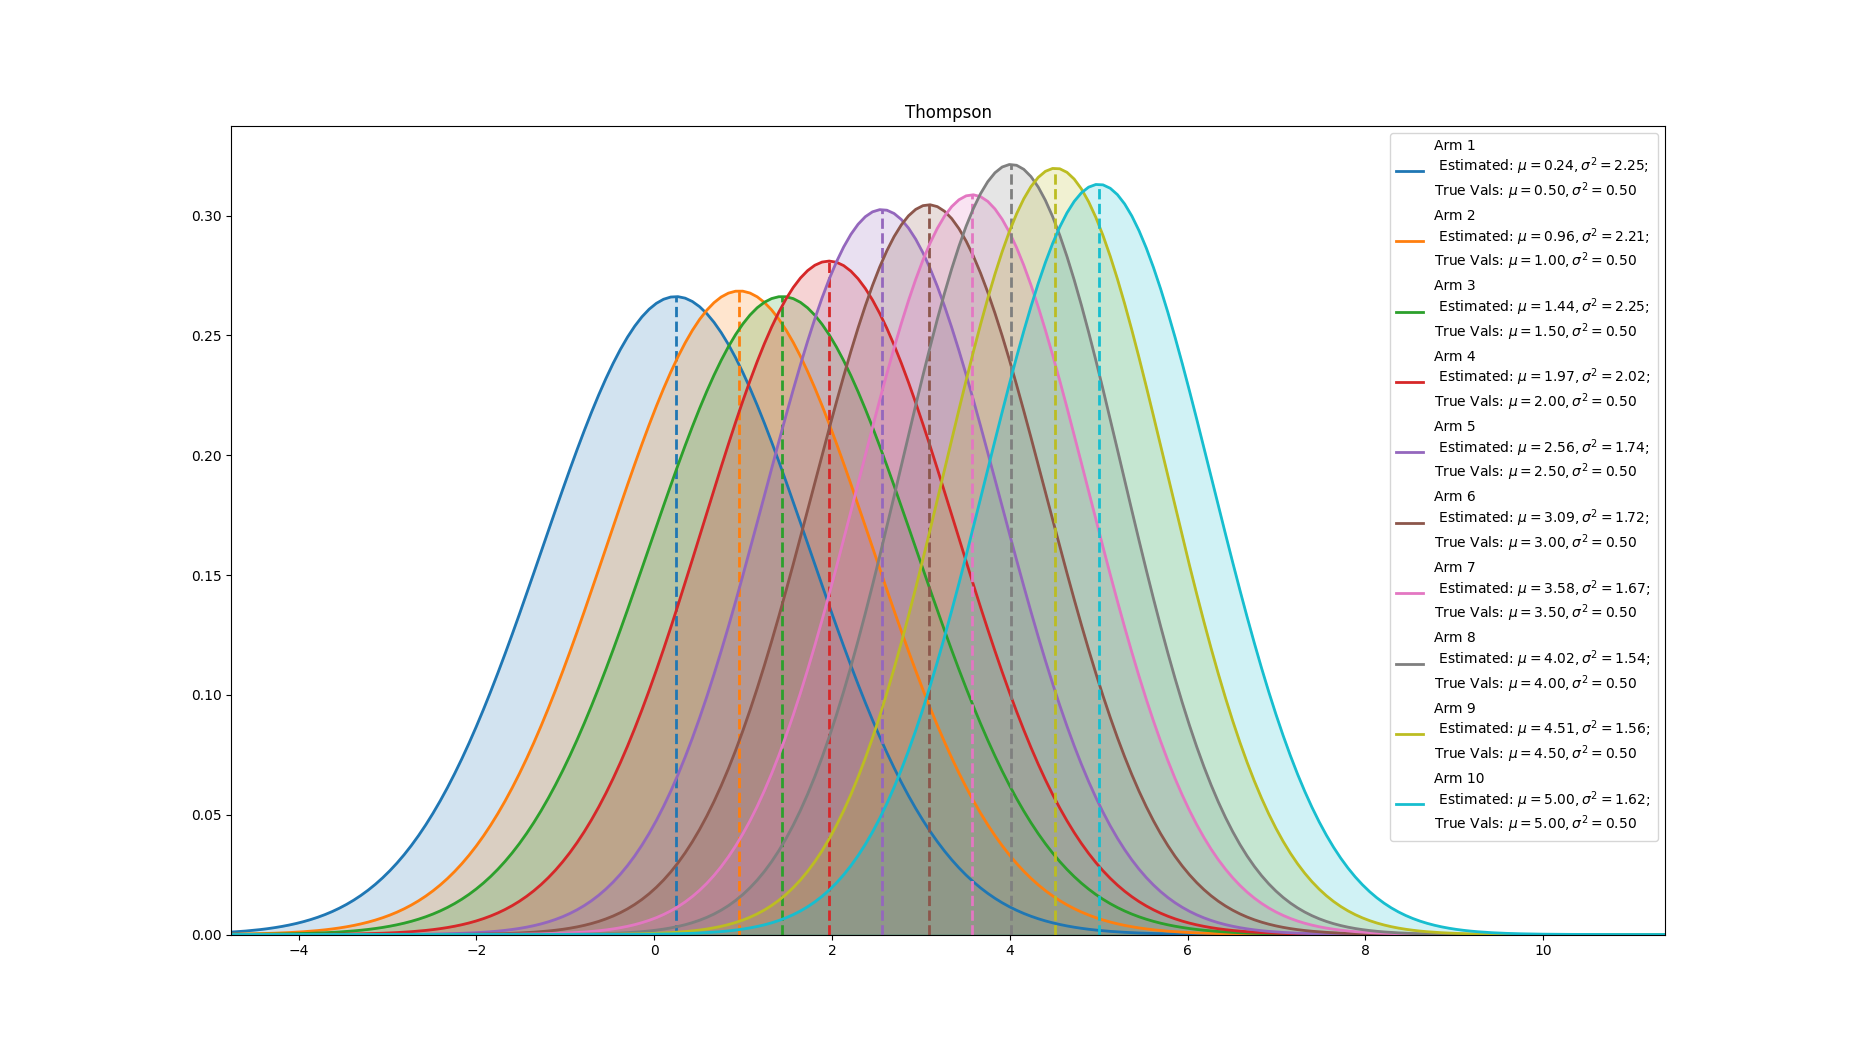 Thompson
Arm 1
Estimated: μ = 0.24, σ² = 2.25;
True Vals: μ = 0.50, σ² = 0.50
Arm 2
Estimated: μ = 0.96, σ² = 2.21;
True Vals: μ = 1.00, σ² = 0.50
Arm 3
Estimated: μ = 1.44, σ² = 2.25;
True Vals: μ = 1.50, σ² = 0.50
Arm 4
Estimated: μ = 1.97, σ² = 2.02;
True Vals: μ = 2.00, σ² = 0.50
Arm 5
Estimated: μ = 2.56, σ² = 1.74;
True Vals: μ = 2.50, σ² = 0.50
Arm 6
Estimated: μ = 3.09, σ² = 1.72;
True Vals: μ = 3.00, σ² = 0.50
Arm 7
Estimated: μ = 3.58, σ² = 1.67;
True Vals: μ = 3.50, σ² = 0.50
Arm 8
Estimated: μ = 4.02, σ² = 1.54;
True Vals: μ = 4.00, σ² = 0.50
Arm 9
Estimated: μ = 4.51, σ² = 1.56;
True Vals: μ = 4.50, σ² = 0.50
Arm 10
Estimated: μ = 5.00, σ² = 1.62;
True Vals: μ = 5.00, σ² = 0.50
0.30
0.25
0.20
0.15
0.10
0.05
0.00
−4 −2 0 2 4 6 8 10